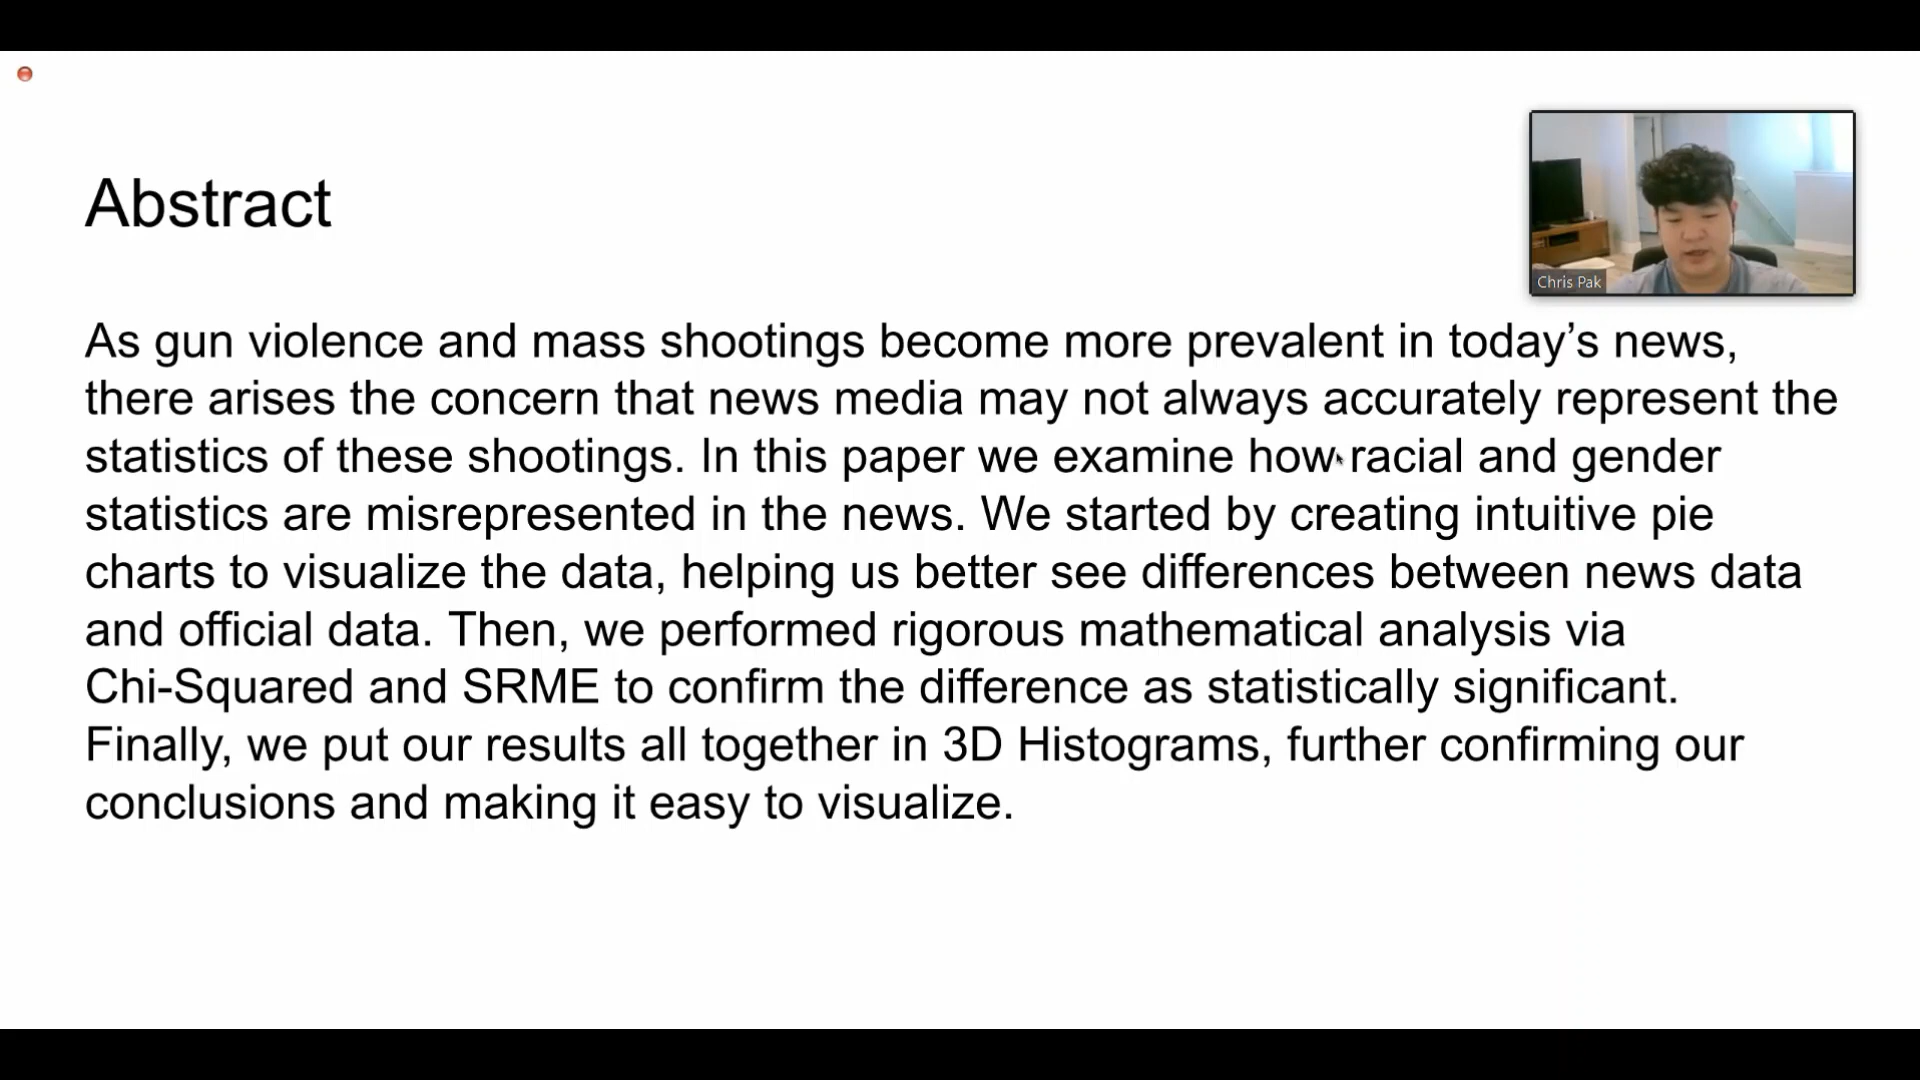 Abstract
Chris Pak
As gun violence and mass shootings become more prevalent in today’s news,
there arises the concern that news media may not always accurately represent the
statistics of these shootings. In this paper we examine how racial and gender
statistics are misrepresented in the news. We started by creating intuitive pie
charts to visualize the data, helping us better see differences between news data
and official data. Then, we performed rigorous mathematical analysis via
Chi-Squared and SRME to confirm the difference as statistically significant.
Finally, we put our results all together in 3D Histograms, further confirming our
conclusions and making it easy to visualize.